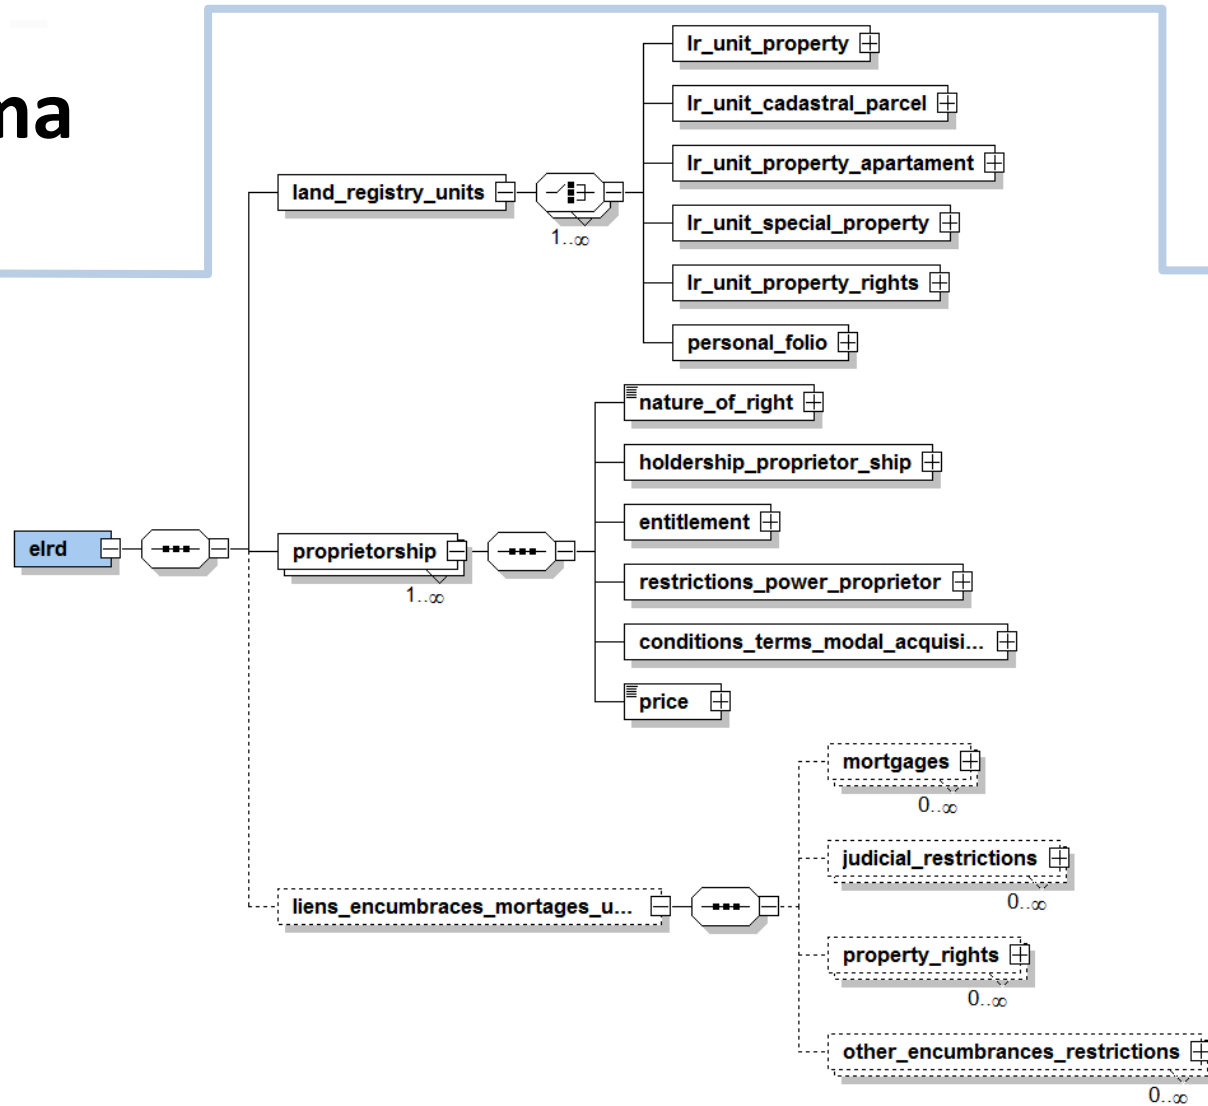 ma
lr_unit_property
lr_unit_cadastral_parcel
lr_unit_property_apartament
land_registry_units
1..∞
lr_unit_special_property
lr_unit_property_rights
personal_folio
nature_of_right
holdership_proprietor_ship
entitlement
elrd
proprietorship
1..∞
restrictions_power_proprietor
conditions_terms_modal_acquisi...
price
mortgages
0..∞
judicial_restrictions
0..∞
liens_encumbraces_mortages_u...
property_rights
0..∞
other_encumbrances_restrictions
0..∞